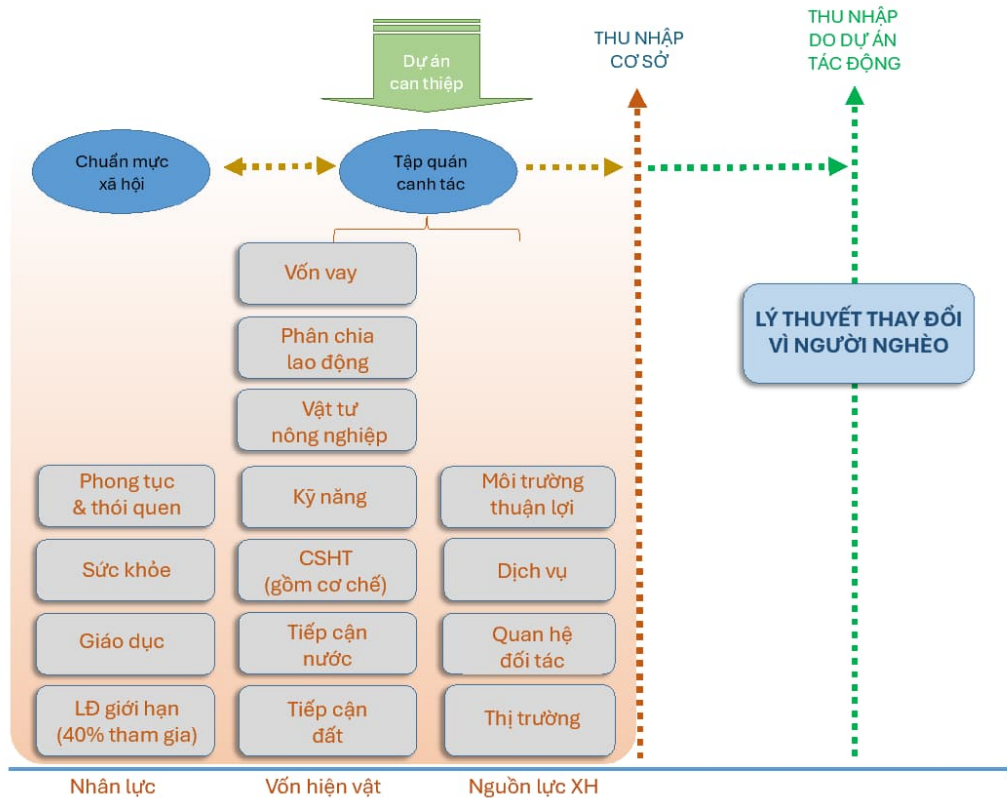 Dự án
can thiệp
THU NHẬP
CƠ SỞ
THU NHẬP
DO DỰ ÁN
TÁC ĐỘNG
Chuẩn mực
xã hội
Tập quán
canh tác
Vốn vay
Phân chia
lao động
Vật tư
nông nghiệp
LÝ THUYẾT THAY ĐỔI
VÌ NGƯỜI NGHÈO
Phong tục
& thói quen
Kỹ năng
Môi trường
thuận lợi
Sức khỏe
CSHT
(gồm cơ chế)
Dịch vụ
Giáo dục
Tiếp cận
nước
Quan hệ
đối tác
LĐ giới hạn
(40% tham gia)
Tiếp cận
đất
Thị trường
Nhân lực
Vốn hiện vật
Nguồn lực XH